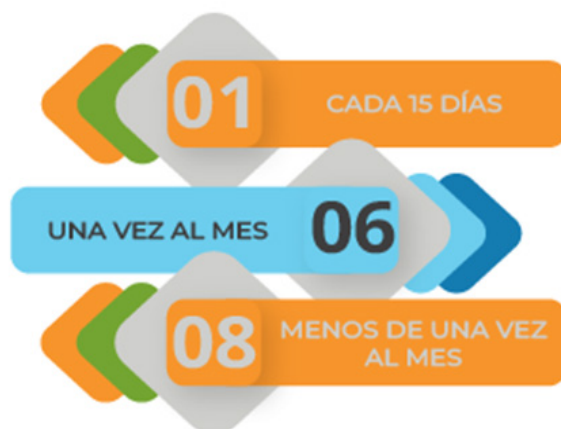 01 CADA 15 DÍAS
UNA VEZ AL MES 06
08 MENOS DE UNA VEZ
AL MES